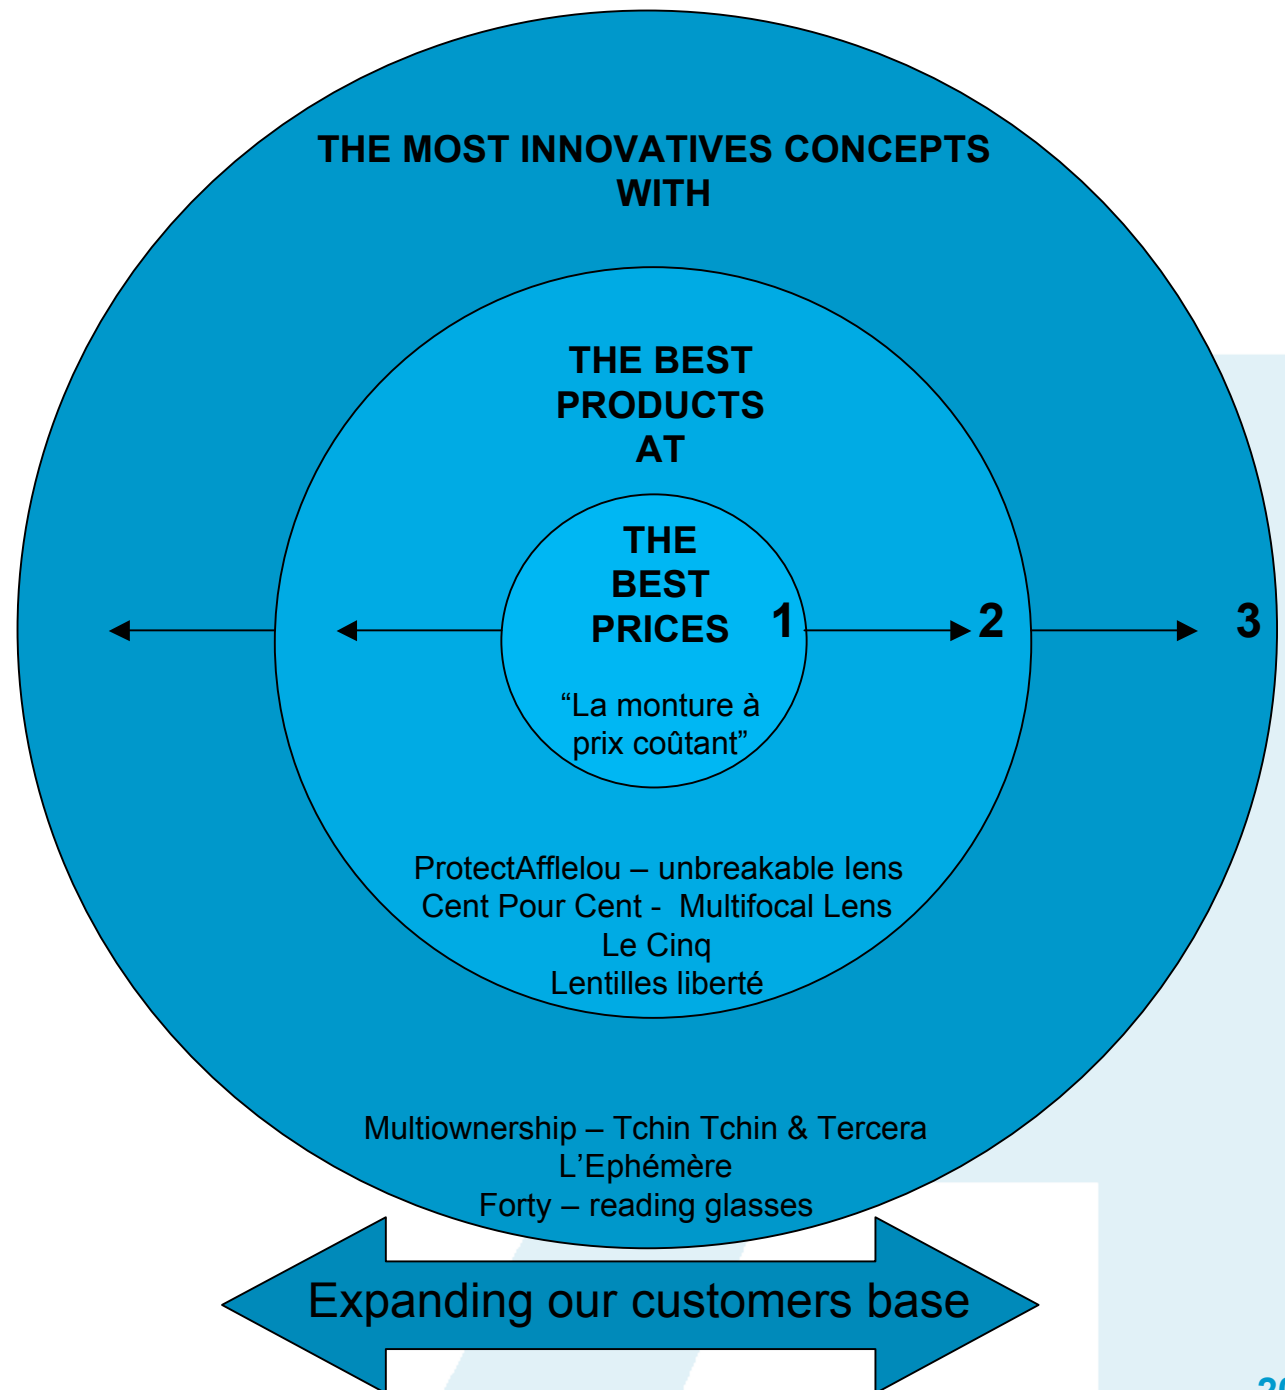 THE MOST INNOVATIVES CONCEPTS
WITH
THE BEST
PRODUCTS
AT
THE
BEST
PRICES
1
2
3
“La monture à
prix coûtant”
ProtectAfflelou – unbreakable lens
Cent Pour Cent - Multifocal Lens
Le Cinq
Lentilles liberté
Multiownership – Tchin Tchin & Tercera
L’Ephémère
Forty – reading glasses
Expanding our customers base